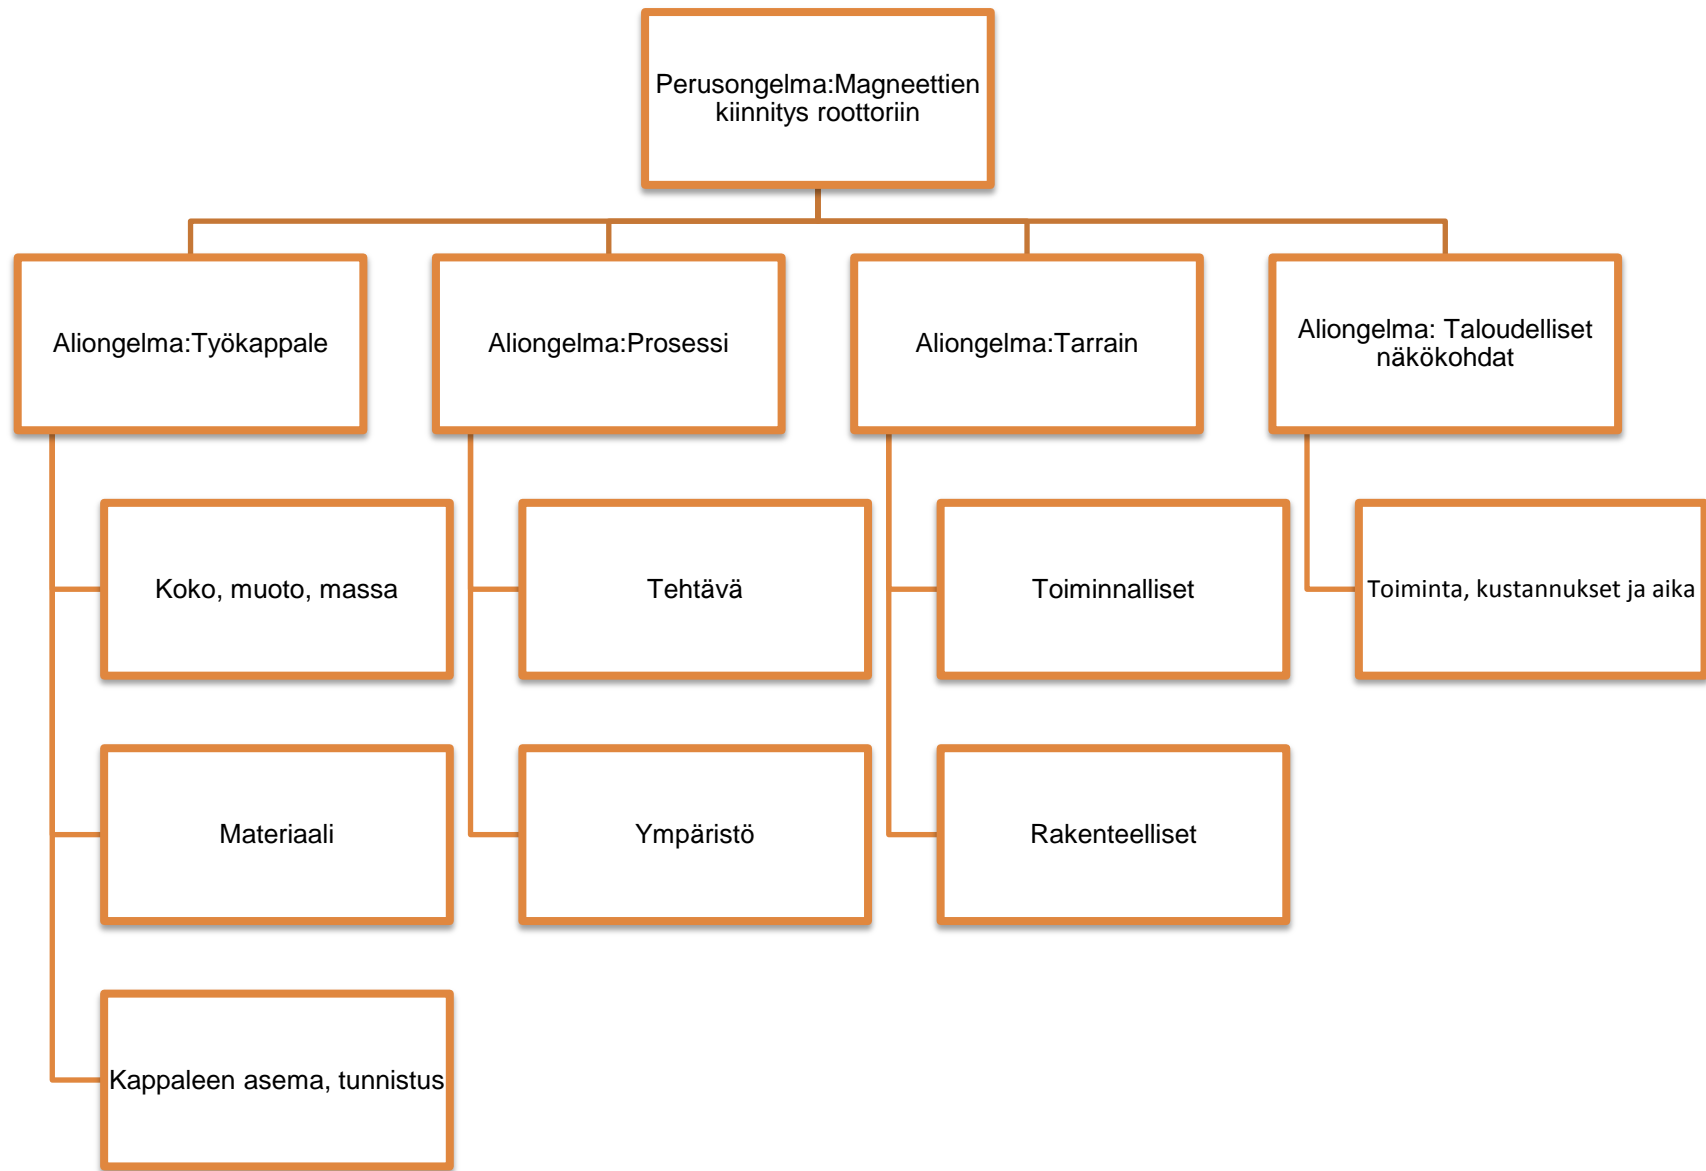 Perusongelma:Magneettien
kiinnitys roottoriin
Aliongelma:Työkappale
Aliongelma:Prosessi
Aliongelma:Tarrain
Aliongelma: Taloudelliset
näkökohdat
Koko, muoto, massa
Tehtävä
Toiminnalliset
Toiminta, kustannukset ja aika
Materiaali
Ympäristö
Rakenteelliset
Kappaleen asema, tunnistus